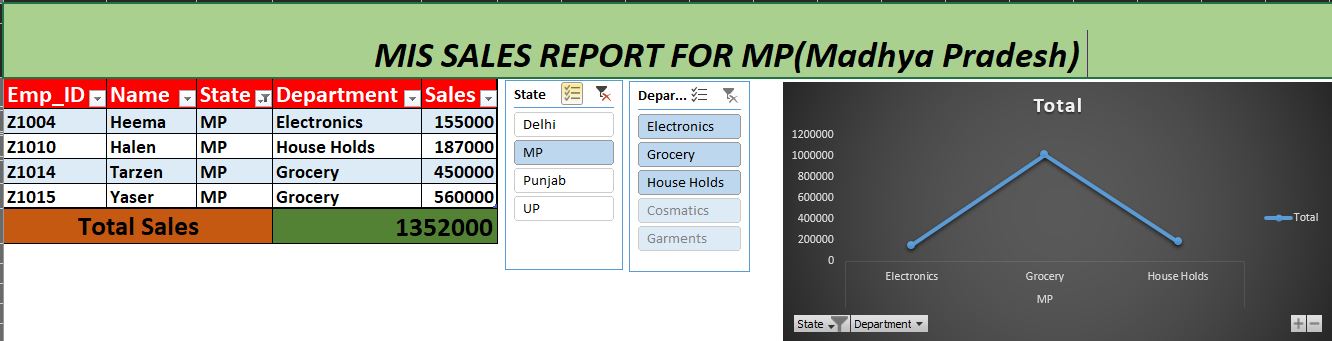 MIS SALES REPORT FOR MP(Madhya Pradesh)
Emp_ID Name State Department Sales
Z1004 Heema MP Electronics 155000
Z1010 Halen MP House Holds 187000
Z1014 Tarzen MP Grocery 450000
Z1015 Yaser MP Grocery 560000
Total Sales 1352000
State
Delhi
MP
Punjab
UP
Depar...
Electronics
Grocery
House Holds
Cosmatics
Garments
Total
1200000
1000000
800000
600000
400000
200000
0
Electronics Grocery House Holds
MP
Total
State Department